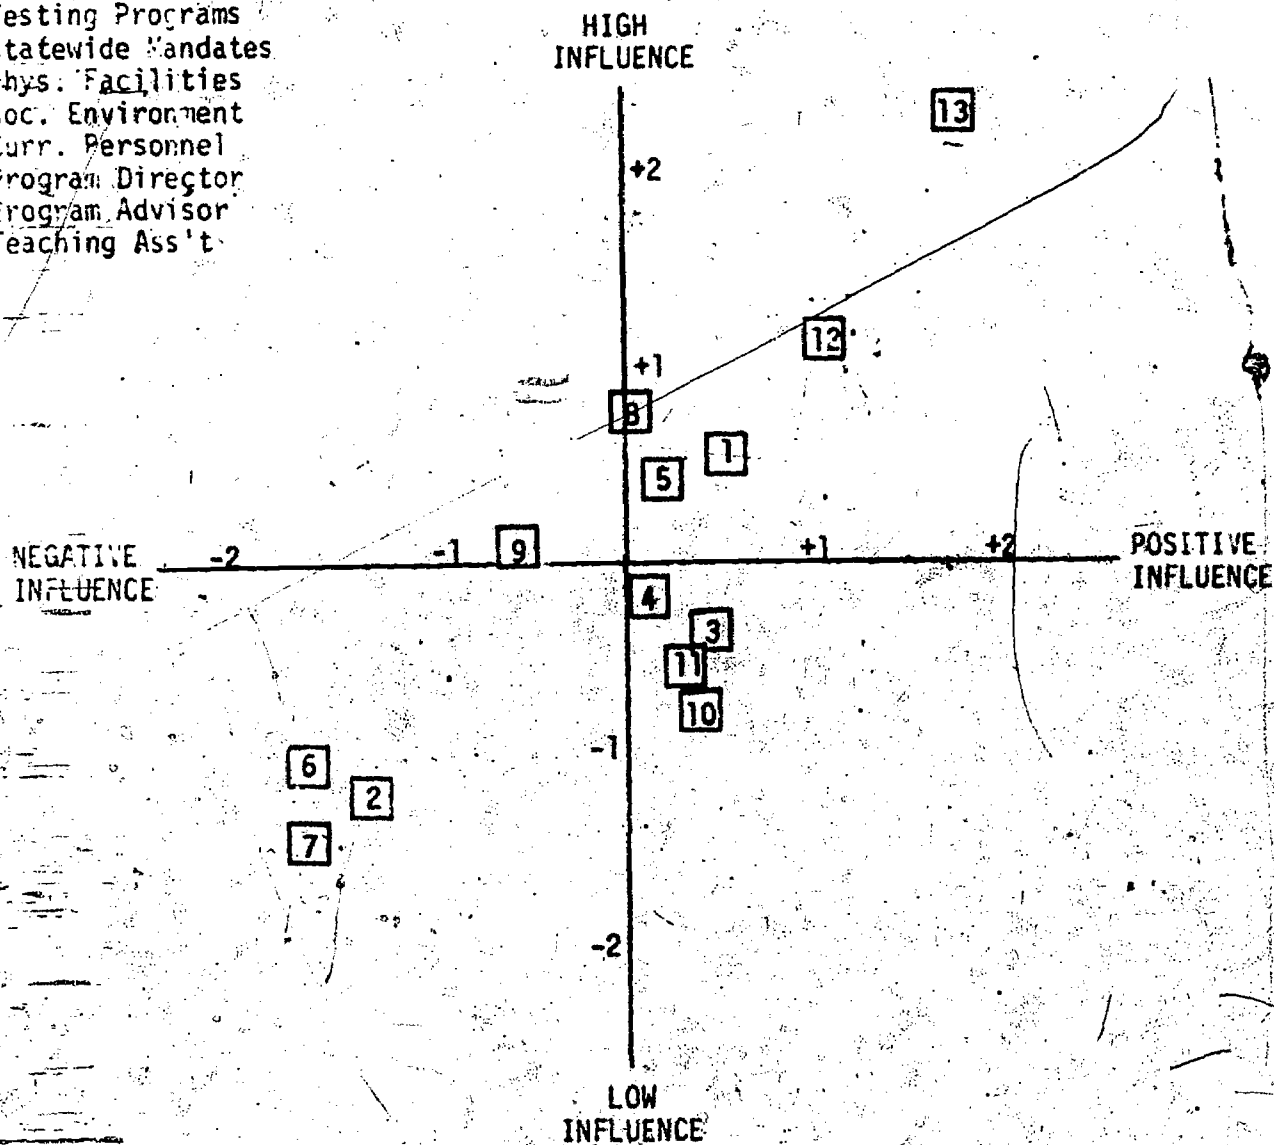 esting Programs
tatewide Mandates
hys. Facilities
oc. Environment
urr. Personnel
rogram Director
rogram Advisor
eaching Ass't
HIGH
INFLUENCE
13
+2
12
+1
8
1
5
9
NEGATIVE
INFLUENCE
-2
-1
+1
+2
POSITIVE
INFLUENCE
4
3
11
10
-1
6
2
7
-2
LOW
INFLUENCE